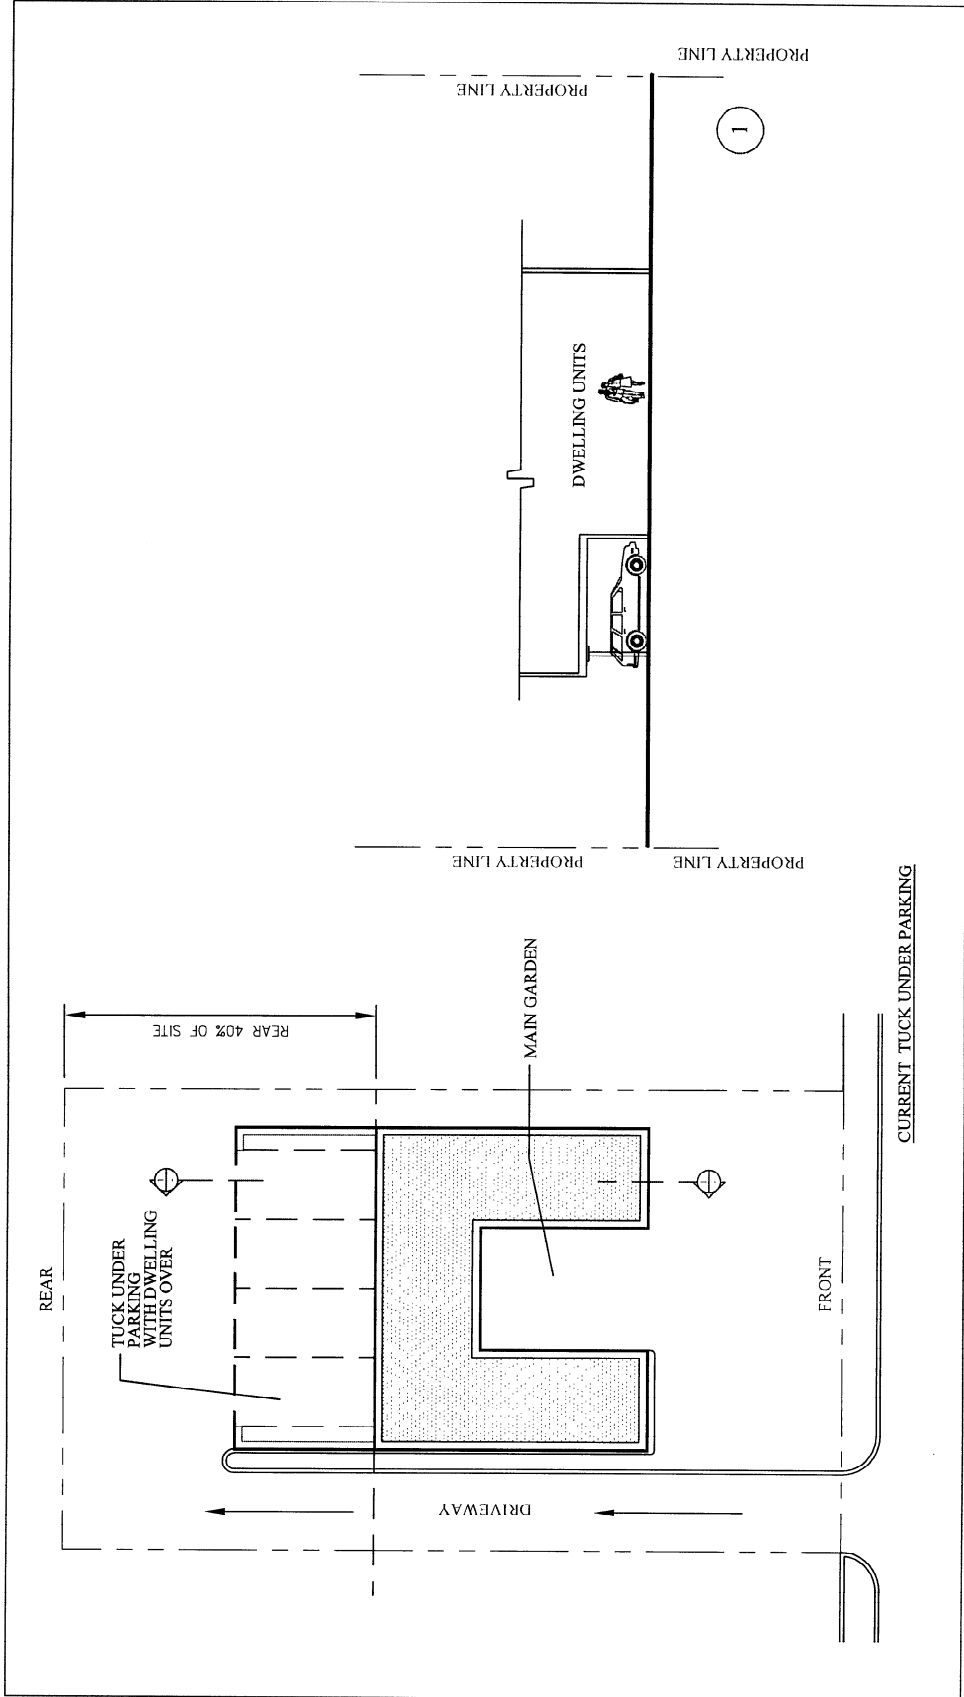 REAR
TUCK UNDER
PARKING
WITH DWELLING
UNITS OVER
REAR 40% OF SITE
MAIN GARDEN
DRIVEWAY
FRONT
CURRENT TUCK UNDER PARKING
PROPERTY LINE
PROPERTY LINE
DWELLING UNITS
PROPERTY LINE
PROPERTY LINE
1